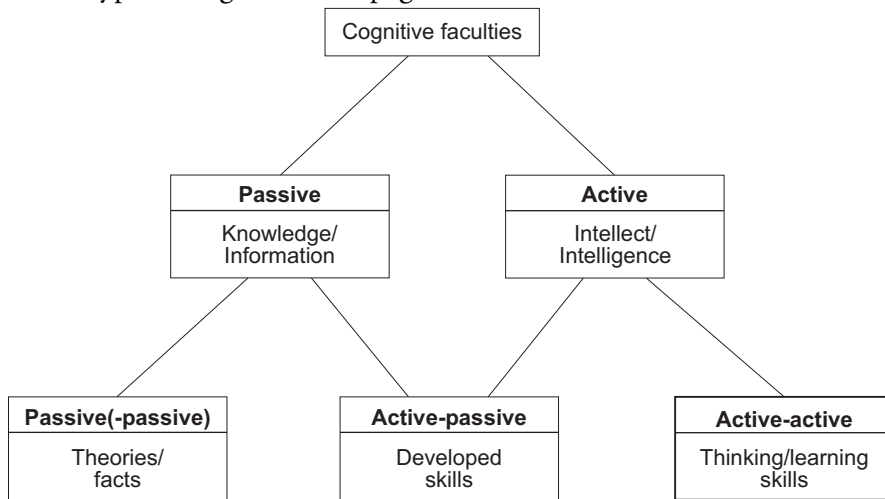 Cognitive faculties
Passive
Knowledge/
Information
Active
Intellect/
Intelligence
Passive(-passive)
Theories/
facts
Active-passive
Developed
skills
Active-active
Thinking/learning
skills